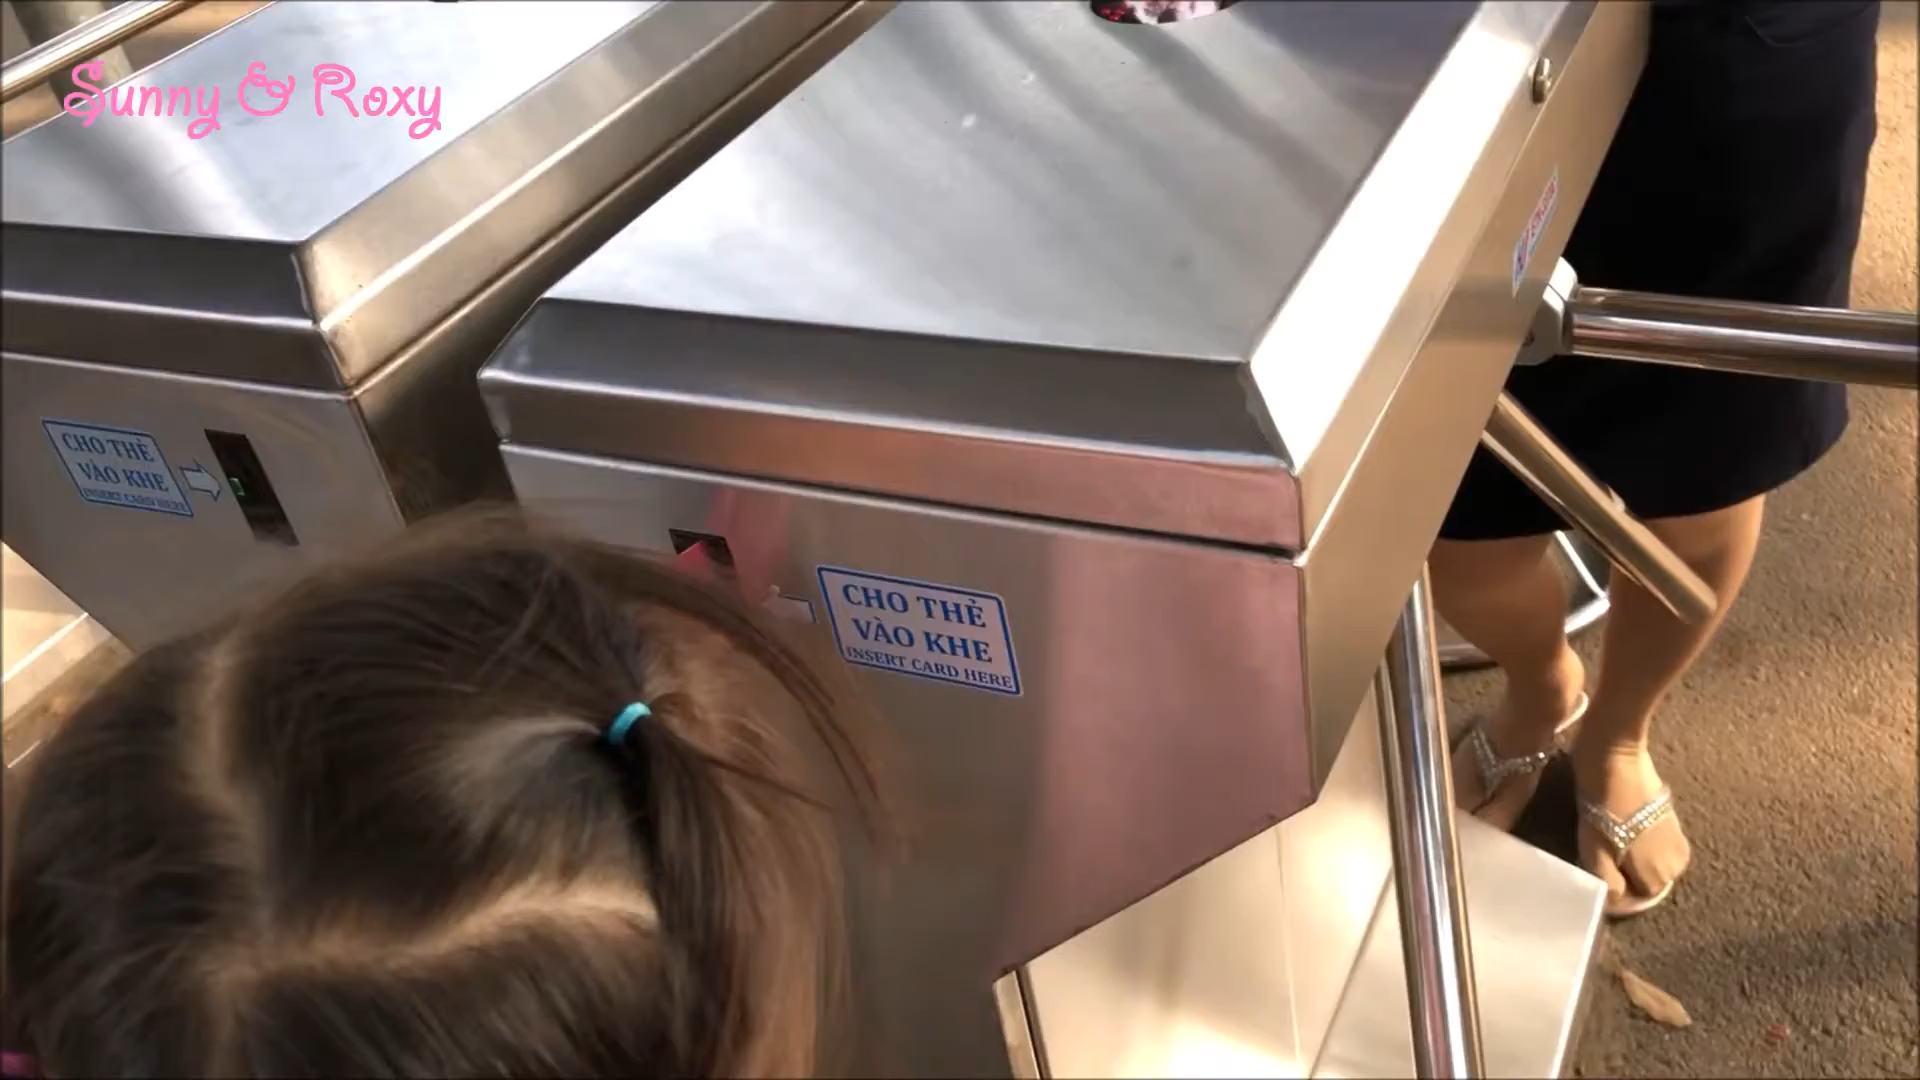 Sunny & Roxy
CHO THẺ
VÀO KHE
INSERT CARD HERE
CHO THẺ
VÀO KHE
INSERT CARD HERE